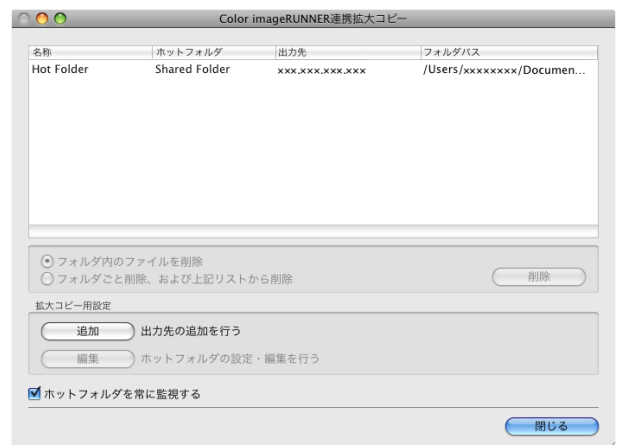 Color imageRUNNER連携拡大コピー
名称 ホットフォルダ 出力先 フォルダパス
Hot Folder Shared Folder xxx.xxx.xxx.xxx /Users/xxxxxxxx/Documen...
フォルダ内のファイルを削除
フォルダごと削除、および上記リストから削除 削除
拡大コピー用設定
追加 出力先の追加を行う
編集 ホットフォルダの設定・編集を行う
ホットフォルダを常に監視する
閉じる